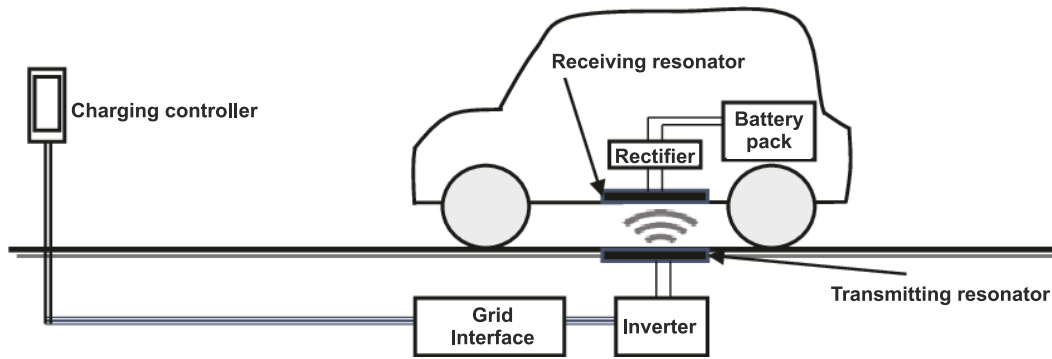 Receiving resonator
Charging controller
Battery
pack
Rectifier
Transmitting resonator
Grid
Interface
Inverter